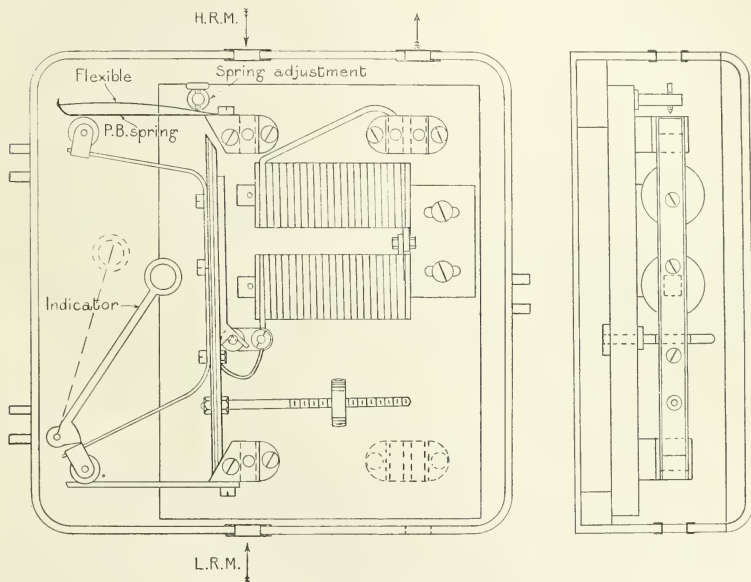 H.R.M.
Flexible
Spring adjustment
P.B.spring
Indicator
L.R.M.